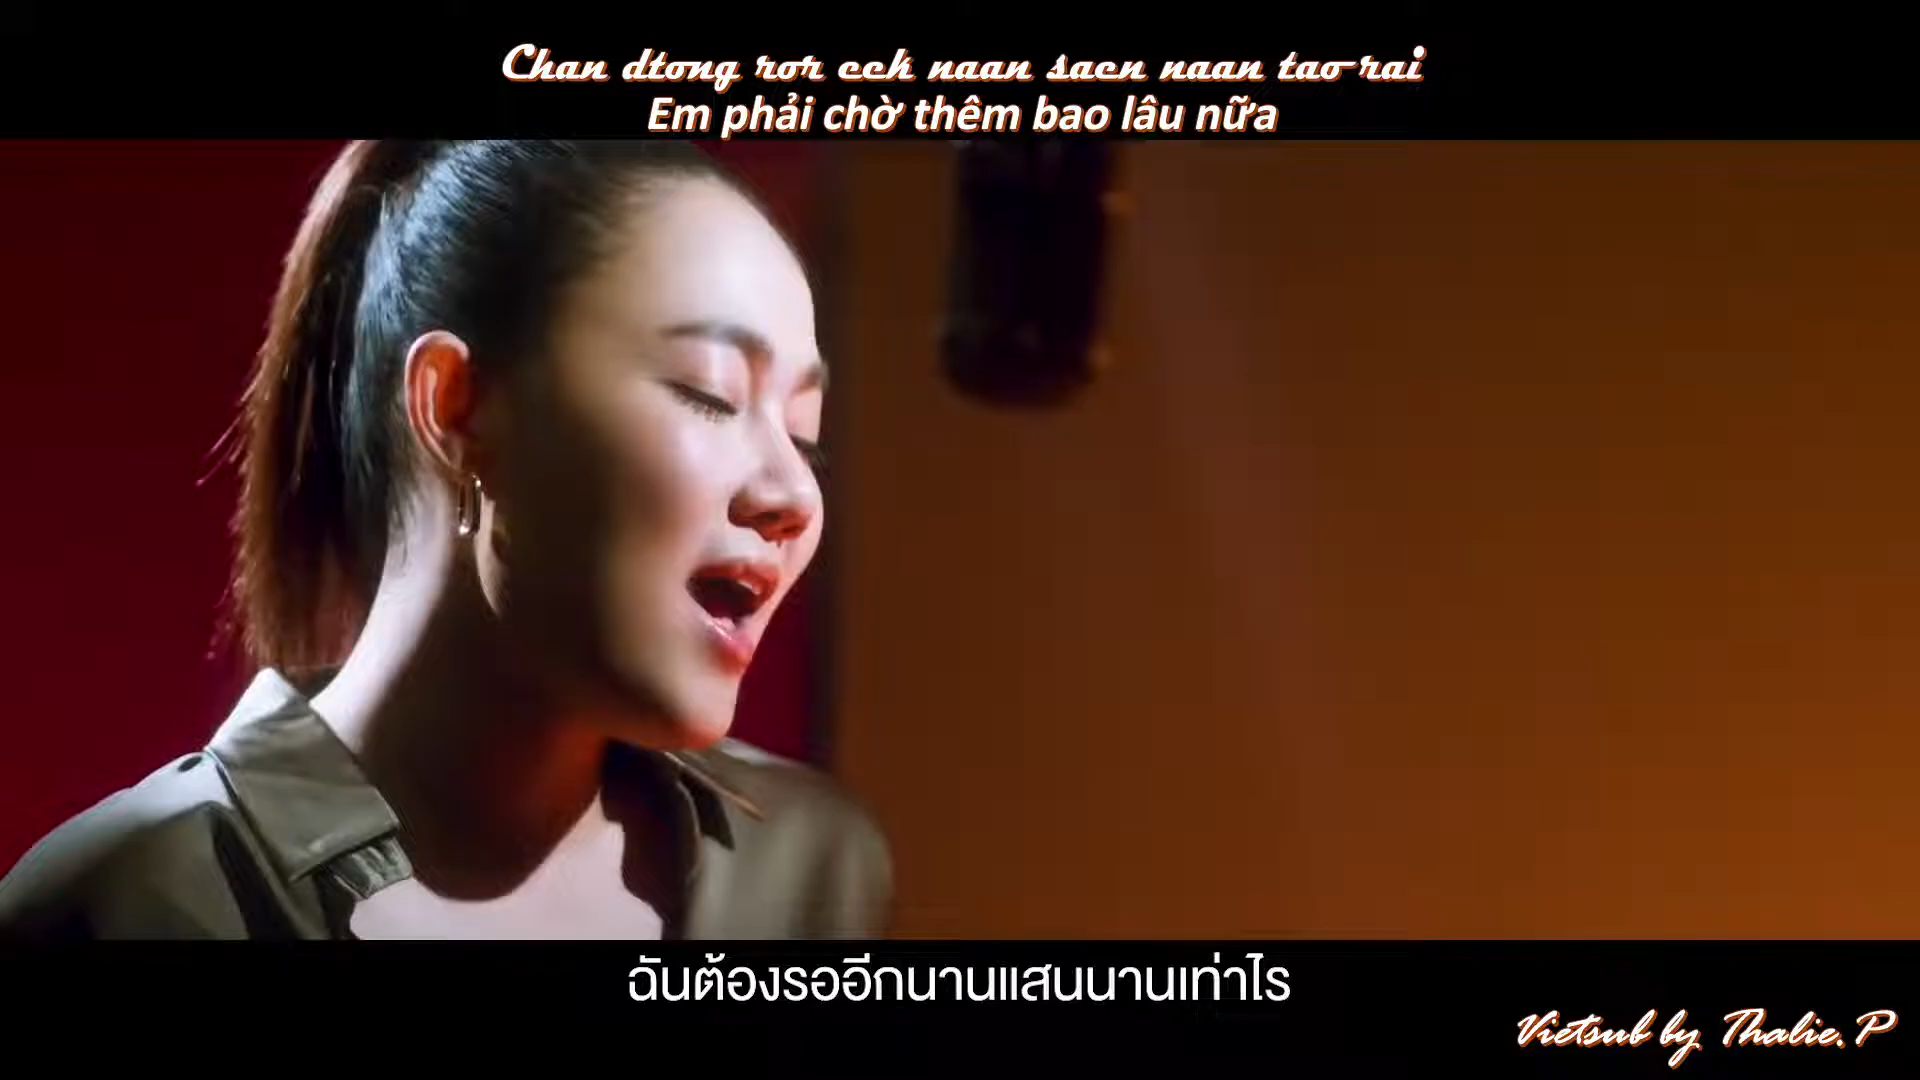 Chan dtong ror eek naan saen naan tao rai
Em phải chờ thêm bao lâu nữa
ฉันต้องรออีกนานแสนนานเท่าไร
Vietsub by Thalie.P